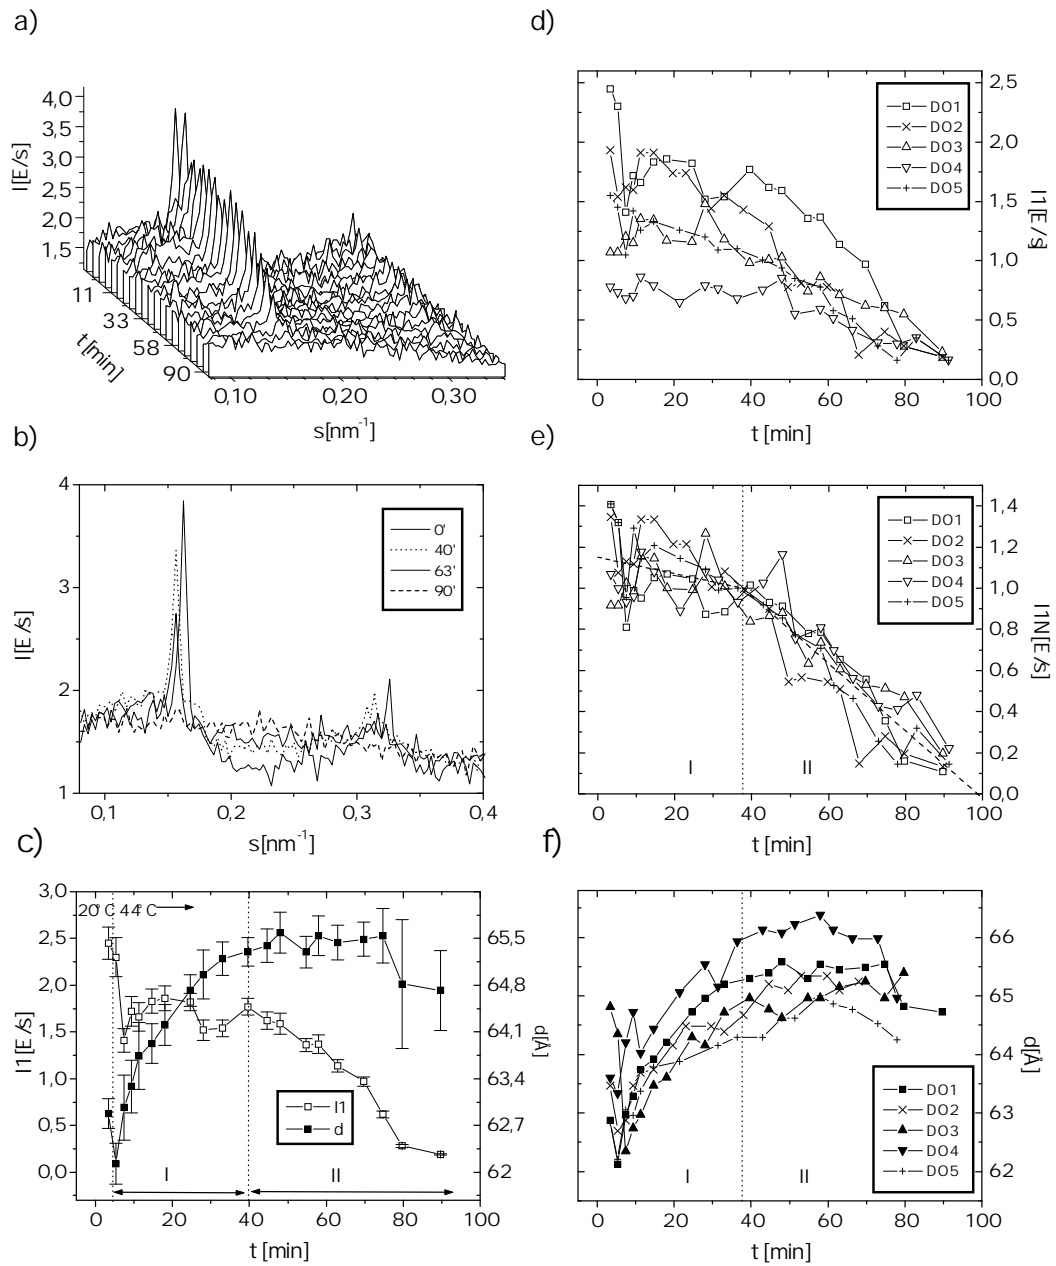 a)
I[E/s]
4,0
3,5
3,0
2,5
2,0
1,5
11
33
58
90
t[min]
0,10 0,20 0,30
s[nm-1]
b)
I[E/s]
4
3
2
1
0'
40'
63'
90'
0,1 0,2 0,3 0,4
s[nm-1]
c)
I1[E/s]
3,0
2,5
2,0
1,5
1,0
0,5
0,0
20°C 44°C
65,5
64,8
64,1
63,4
62,7
62
d[Å]
I1
d
I II
0 20 40 60 80 100
t [min]
d)
DO1
DO2
DO3
DO4
DO5
2,5
2,0
1,5
1,0
0,5
0,0
I1[E/s]
0 20 40 60 80 100
t [min]
e)
DO1
DO2
DO3
DO4
DO5
1,4
1,2
1,0
0,8
0,6
0,4
0,2
0,0
I1N[E/s]
I II
0 20 40 60 80 100
t [min]
f)
66
65
64
63
62
d[Å]
DO1
DO2
DO3
DO4
DO5
I II
0 20 40 60 80 100
t [min]